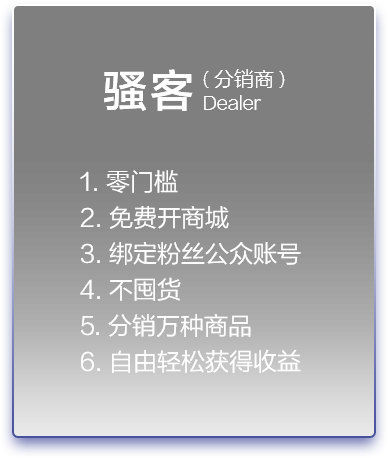 骚客（分销商）
Dealer
1. 零门槛
2. 免费开商城
3. 绑定粉丝公众账号
4. 不囤货
5. 分销万种商品
6. 自由轻松获得收益